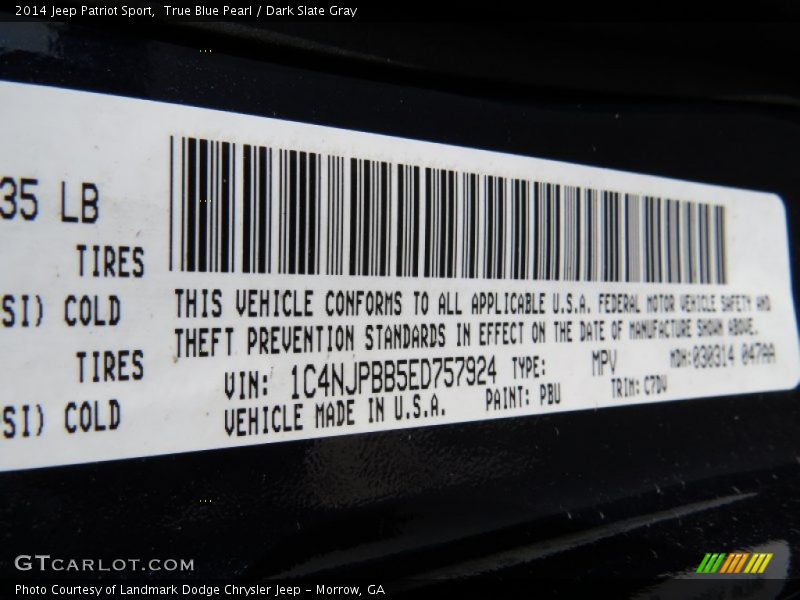 2014 Jeep Patriot Sport, True Blue Pearl / Dark Slate Gray
35 LB
TIRES
SI) COLD
TIRES
SI) COLD
THIS VEHICLE CONFORMS TO ALL APPLICABLE U.S.A. FEDERAL MOTOR VEHICLE SAFETY AND
THEFT PREVENTION STANDARDS IN EFFECT ON THE DATE OF MANUFACTURE SHOWN ABOVE.
VIN: 1C4NJPBB5ED757924 TYPE: MPV MDH:030314 047AA
VEHICLE MADE IN U.S.A. PAINT: PBU TRIM: C7DV
GTCARLOT.COM
Photo Courtesy of Landmark Dodge Chrysler Jeep - Morrow, GA